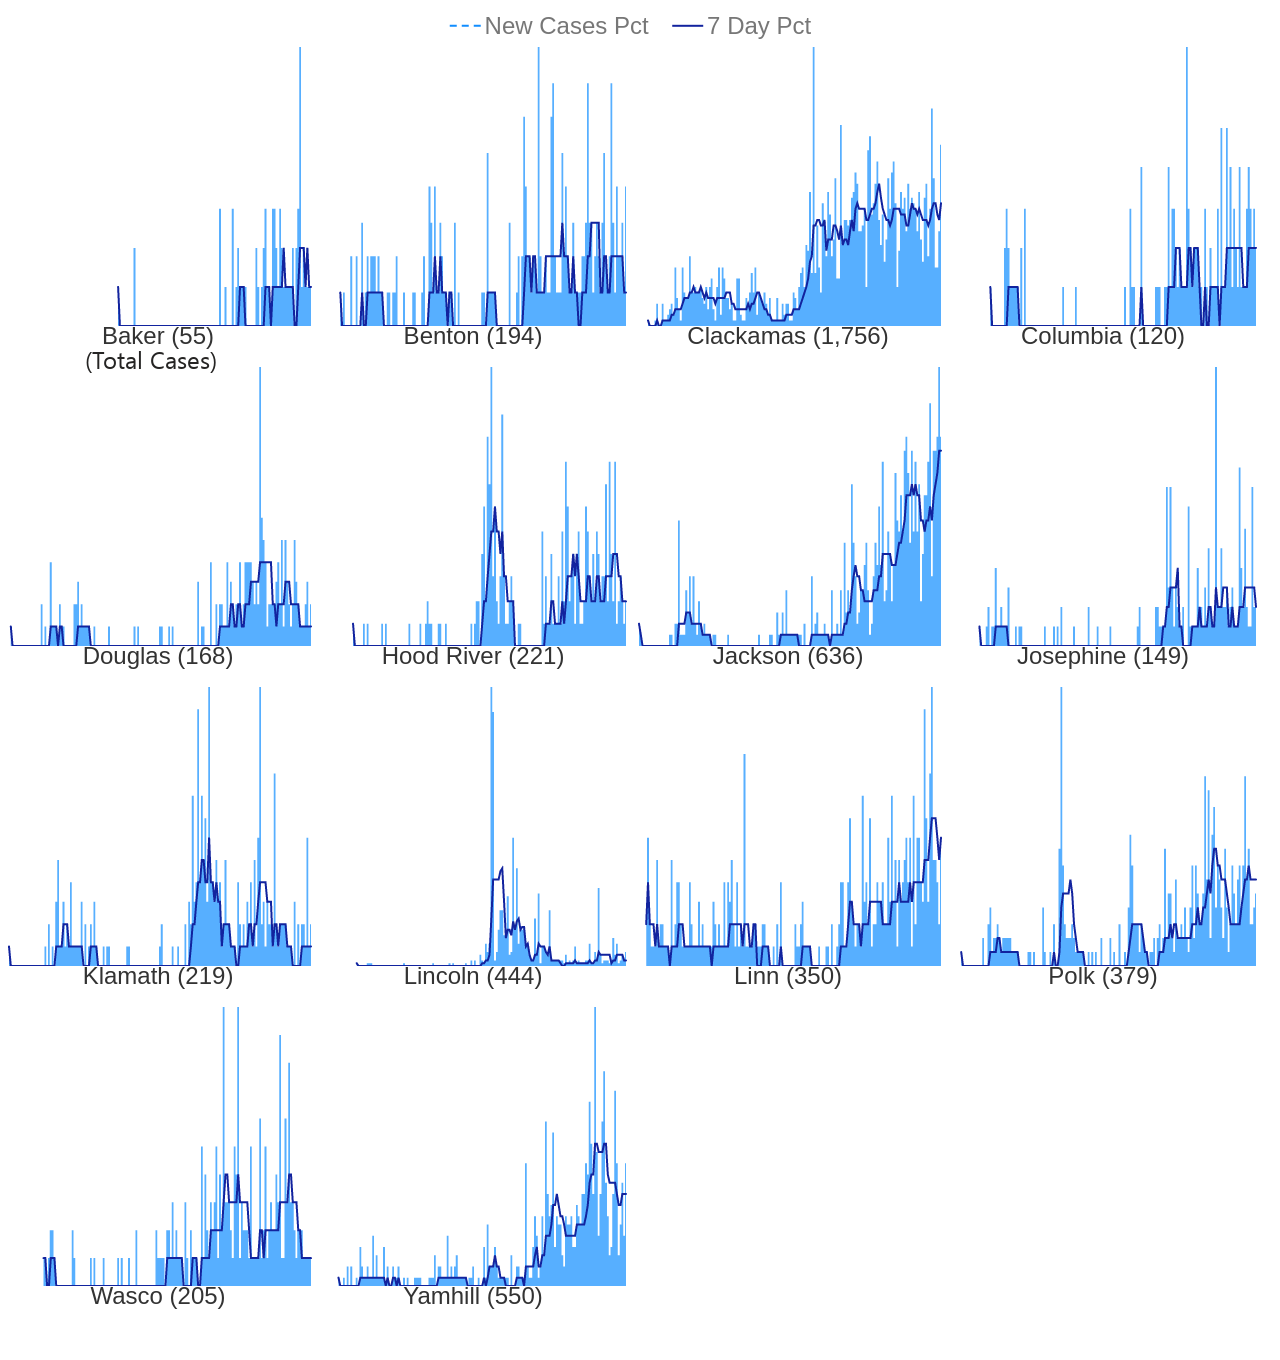 New Cases Pct 7 Day Pct
Baker (55) Benton (194) Clackamas (1,756) Columbia (120)
(Total Cases)
Douglas (168) Hood River (221) Jackson (636) Josephine (149)
Klamath (219) Lincoln (444) Linn (350) Polk (379)
Wasco (205) Yamhill (550)